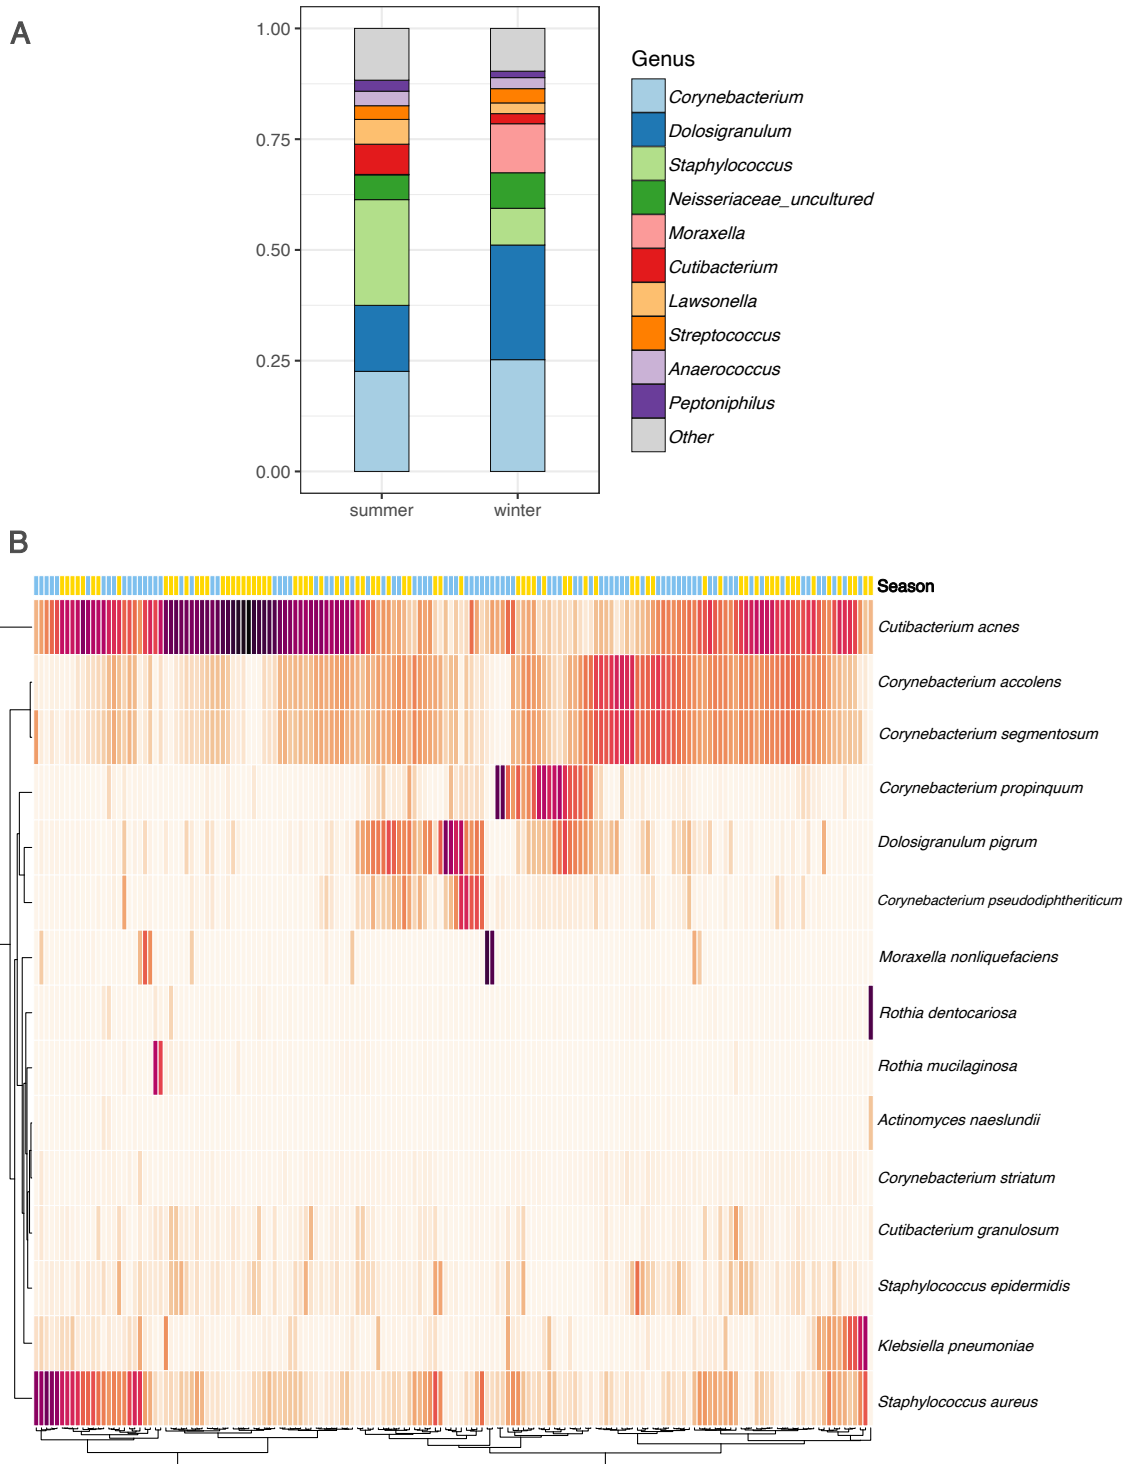 A
1.00
0.75
0.50
0.25
0.00
summer winter
Genus
Corynebacterium
Dolosigranulum
Staphylococcus
Neisseriaceae_uncultured
Moraxella
Cutibacterium
Lawsonella
Streptococcus
Anaerococcus
Peptoniphilus
Other
B
Season
Cutibacterium acnes
Corynebacterium accolens
Corynebacterium segmentosum
Corynebacterium propinquum
Dolosigranulum pigrum
Corynebacterium pseudodiphtheriticum
Moraxella nonliquefaciens
Rothia dentocariosa
Rothia mucilaginosa
Actinomyces naeslundii
Corynebacterium striatum
Cutibacterium granulosum
Staphylococcus epidermidis
Klebsiella pneumoniae
Staphylococcus aureus